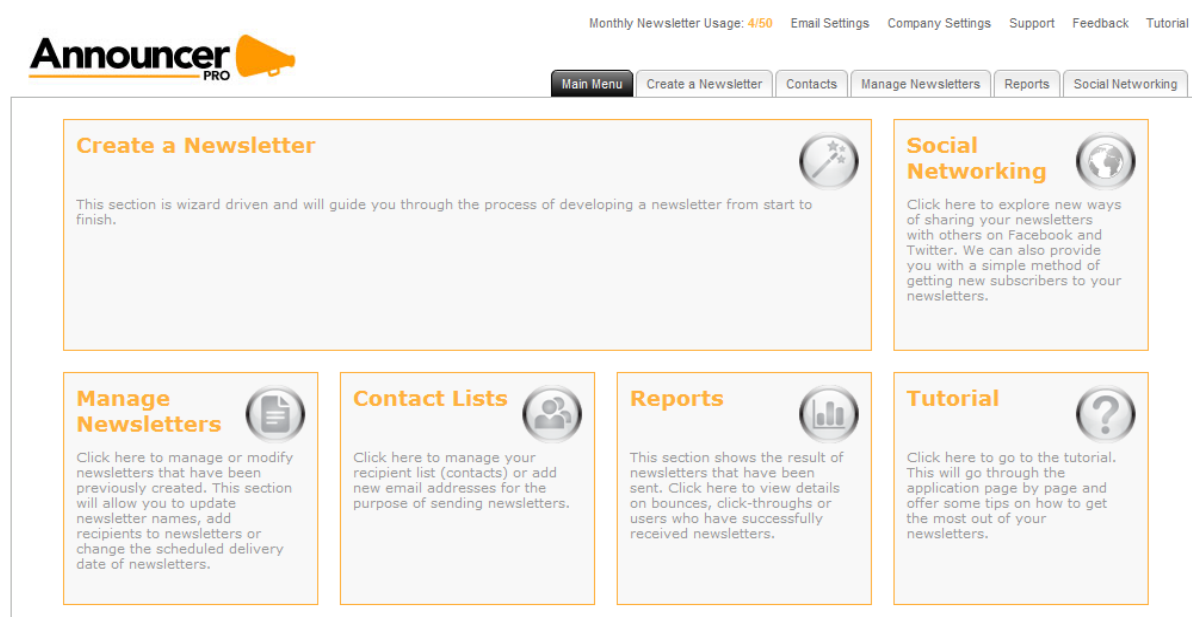 Monthly Newsletter Usage: 4/50 Email Settings Company Settings Support Feedback Tutorial
Announcer
PRO
Main Menu Create a Newsletter Contacts Manage Newsletters Reports Social Networking
Create a Newsletter
This section is wizard driven and will guide you through the process of developing a newsletter from start to
finish.
Social
Networking
Click here to explore new ways
of sharing your newsletters
with others on Facebook and
Twitter. We can also provide
you with a simple method of
getting new subscribers to your
newsletters.
Manage
Newsletters
Click here to manage or modify
newsletters that have been
previously created. This section
will allow you to update
newsletter names, add
recipients to newsletters or
change the scheduled delivery
date of newsletters.
Contact Lists
Click here to manage your
recipient list (contacts) or add
new email addresses for the
purpose of sending newsletters.
Reports
This section shows the result of
newsletters that have been
sent. Click here to view details
on bounces, click-throughs or
users who have successfully
received newsletters.
Tutorial
?
Click here to go to the tutorial.
This will go through the
application page by page and
offer some tips on how to get
the most out of your
newsletters.